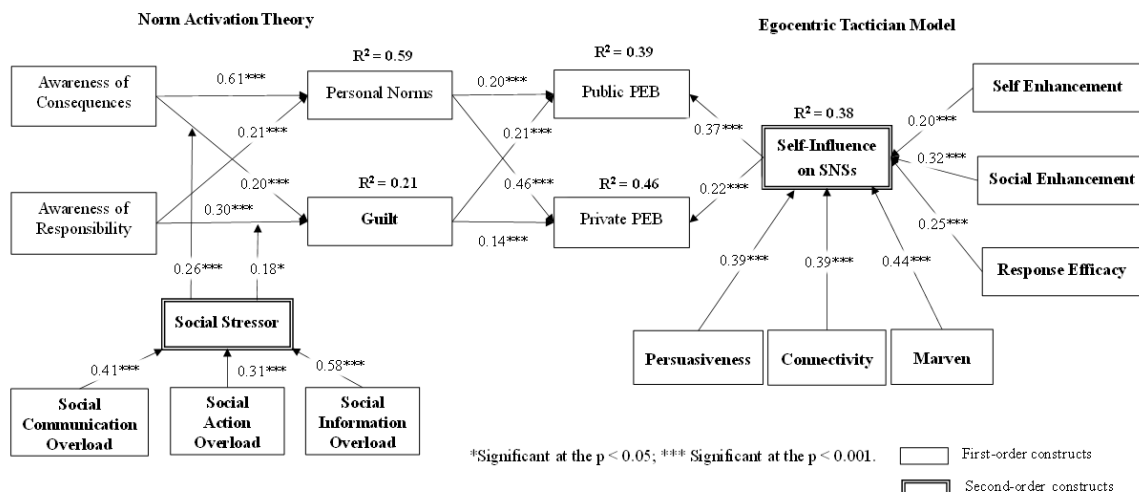 Norm Activation Theory
Egocentric Tactician Model
R² = 0.59
R² = 0.39
Awareness of
Consequences
0.61***
Personal Norms
0.20***
Public PEB
Self Enhancement
R² = 0.38
0.21***
0.21***
0.37***
Self-Influence
on SNSs
0.20***
0.32***
Social Enhancement
0.20***
R² = 0.21
0.46***
R² = 0.46
0.22***
0.25***
Awareness of
Responsibility
0.30***
Guilt
0.14***
Private PEB
Response Efficacy
0.26***
0.18*
0.39***
0.39***
0.44***
Social Stressor
Persuasiveness
Connectivity
Marven
0.41***
0.31***
0.58***
Social
Communication
Overload
Social
Action
Overload
Social
Information
Overload
*Significant at the p < 0.05; *** Significant at the p < 0.001.
First-order constructs
Second-order constructs